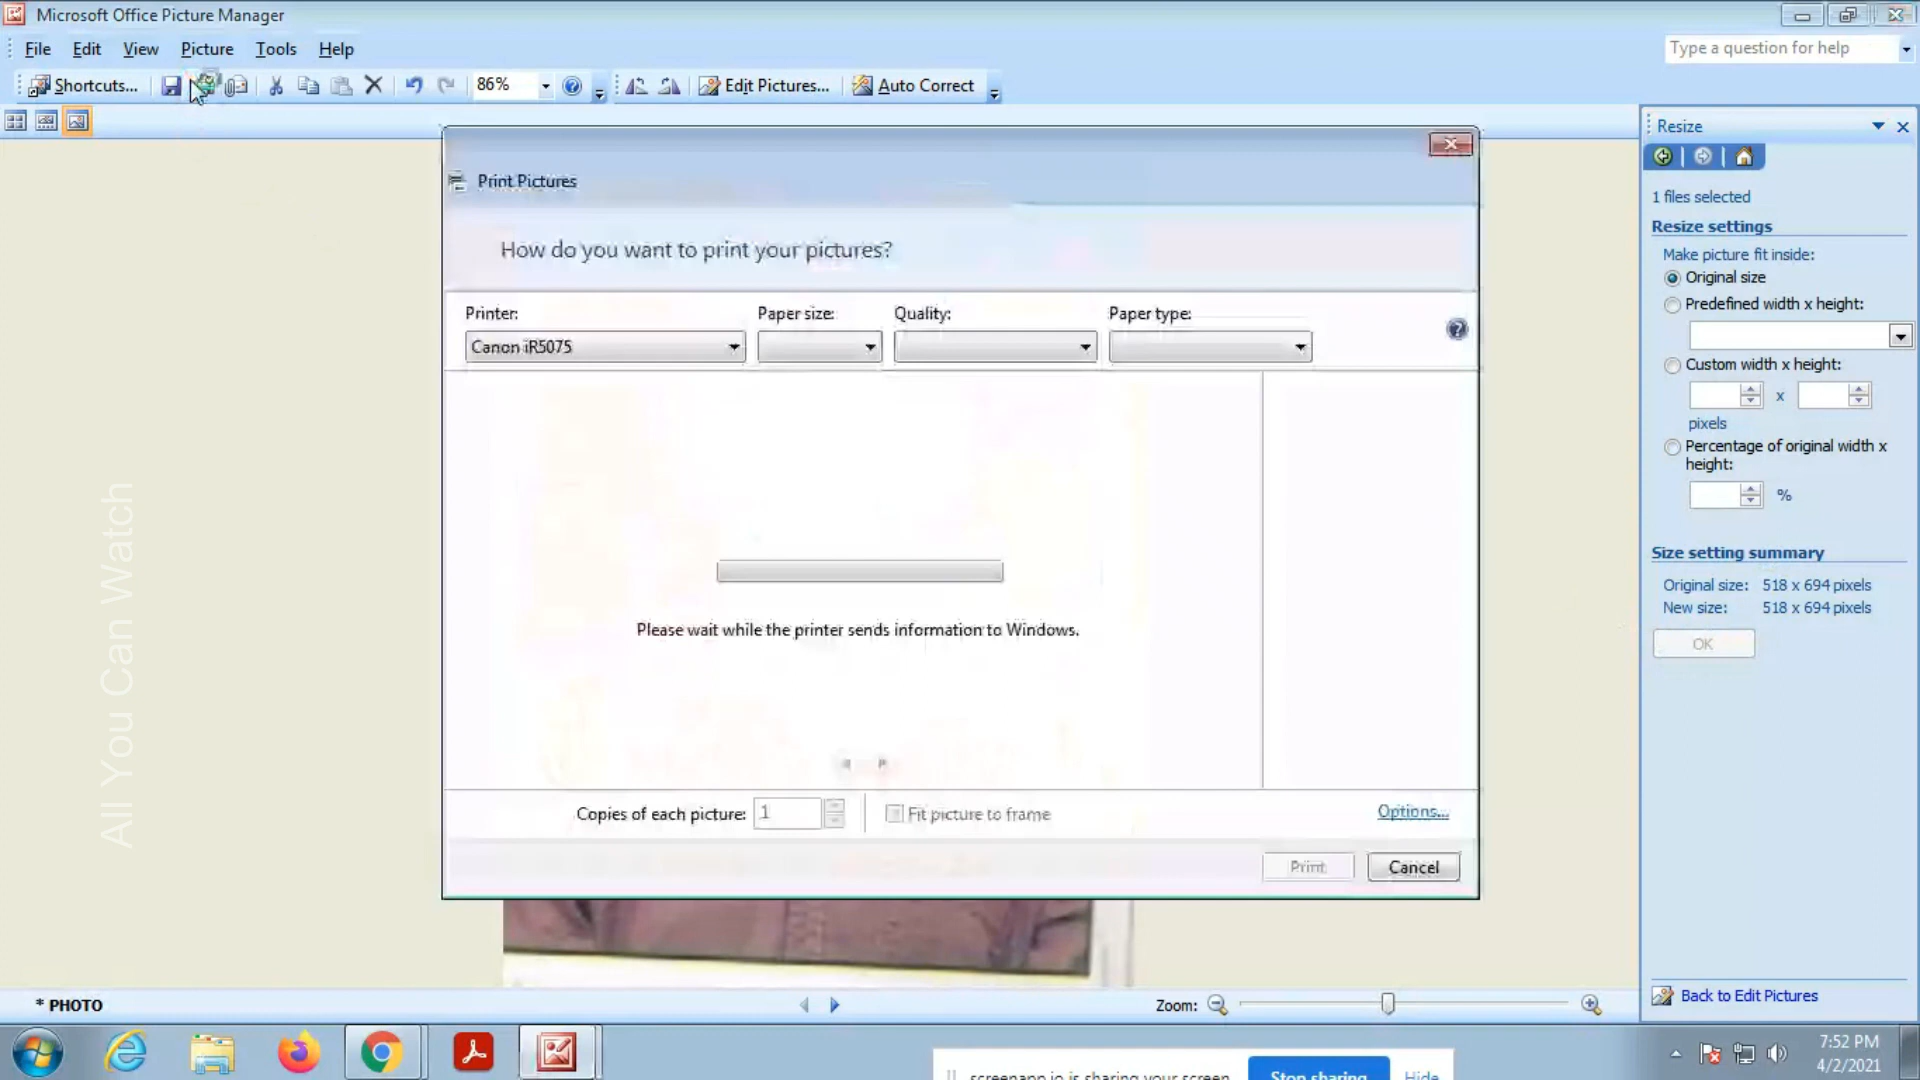 Microsoft Office Picture Manager
File Edit View Picture Tools Help
Type a question for help
Shortcuts... 86% Edit Pictures... Auto Correct
Resize
Print Pictures
1 files selected
Resize settings
How do you want to print your pictures?
Make picture fit inside:
Original size
Predefined width x height:
Printer: Paper size: Quality: Paper type:
Canon iR5075
Custom width x height:
x
pixels
Percentage of original width x
height:
%
All You Can Watch
Size setting summary
Original size: 518 x 694 pixels
New size: 518 x 694 pixels
Please wait while the printer sends information to Windows.
OK
Copies of each picture: 1 Fit picture to frame Options...
Print Cancel
Back to Edit Pictures
* PHOTO Zoom:
7:52 PM
4/2/2021
screenapp.io is sharing your screen. Stop sharing Hide